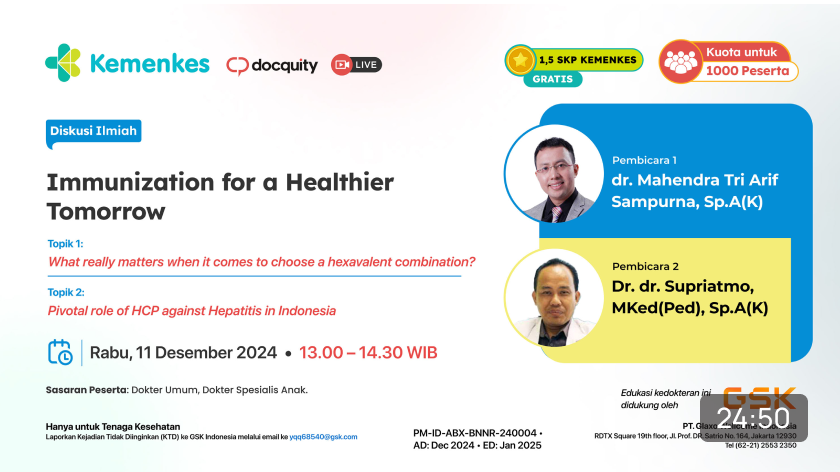 Kemenkes
docquity
LIVE
1,5 SKP KEMENKES
GRATIS
Kuota untuk
1000 Peserta
Diskusi Ilmiah
Immunization for a Healthier
Tomorrow
Topik 1:
What really matters when it comes to choose a hexavalent combination?
Topik 2:
Pivotal role of HCP against Hepatitis in Indonesia
Rabu, 11 Desember 2024 • 13.00 – 14.30 WIB
Sasaran Peserta: Dokter Umum, Dokter Spesialis Anak.
Pembicara 1
dr. Mahendra Tri Arif
Sampurna, Sp.A(K)
Pembicara 2
Dr. dr. Supriatmo,
MKed(Ped), Sp.A(K)
Hanya untuk Tenaga Kesehatan
Laporkan Kejadian Tidak Diinginkan (KTD) ke GSK Indonesia melalui email ke yqq68540@gsk.com
PM-ID-ABX-BNNR-240004 •
AD: Dec 2024 • ED: Jan 2025
Edukasi kedokteran ini
didukung oleh
GSK
24:50
PT.
RDTX Square 19th floor, Jl. Prof. DR. Satrio No. 164, Jakarta 12930
Telp (62-21) 2553 2350